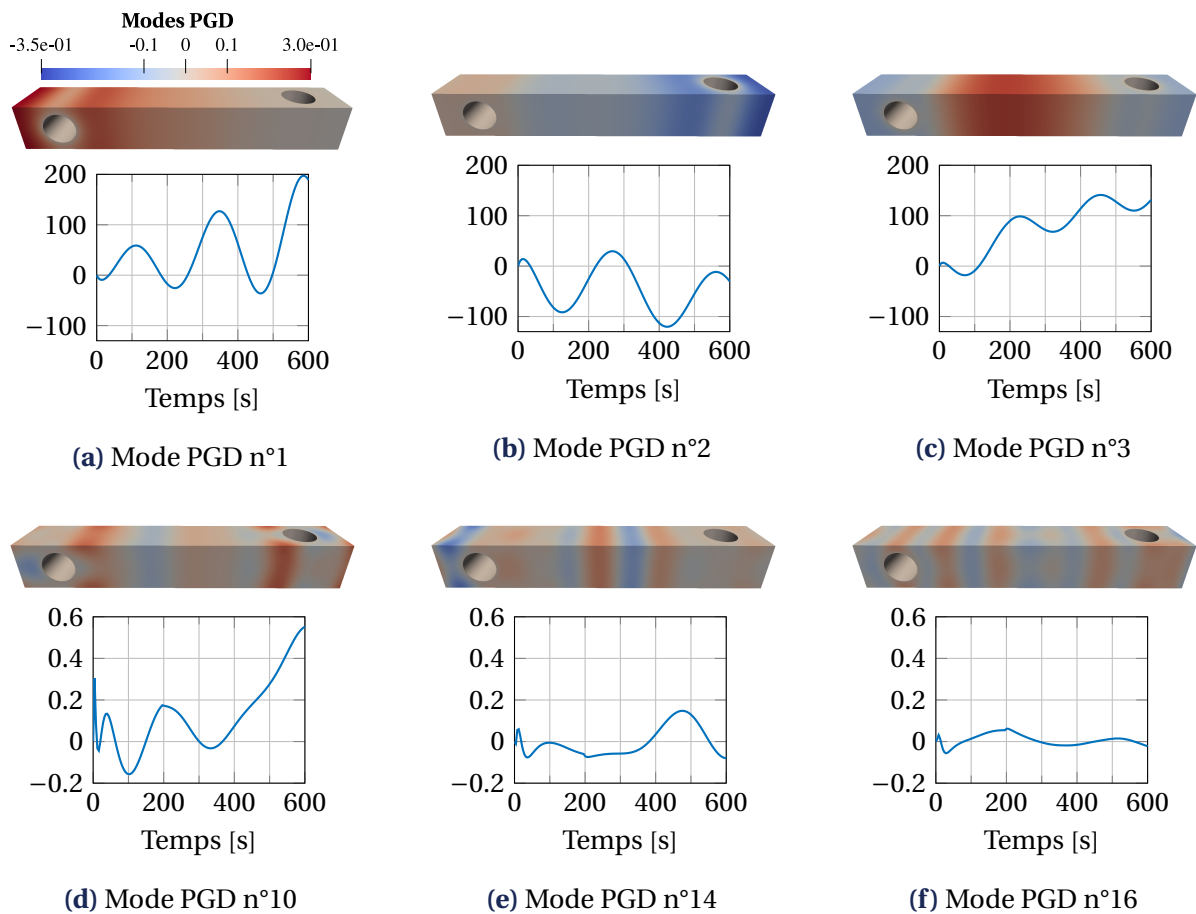 Modes PGD
-3.5e-01 -0.1 0 0.1 3.0e-01
200
100
0
−100
0 200 400 600
Temps [s]
(a) Mode PGD n°1
200
100
0
−100
0 200 400 600
Temps [s]
(b) Mode PGD n°2
200
100
0
−100
0 200 400 600
Temps [s]
(c) Mode PGD n°3
0.6
0.4
0.2
0
−0.2
0 200 400 600
Temps [s]
(d) Mode PGD n°10
0.6
0.4
0.2
0
−0.2
0 200 400 600
Temps [s]
(e) Mode PGD n°14
0.6
0.4
0.2
0
−0.2
0 200 400 600
Temps [s]
(f) Mode PGD n°16